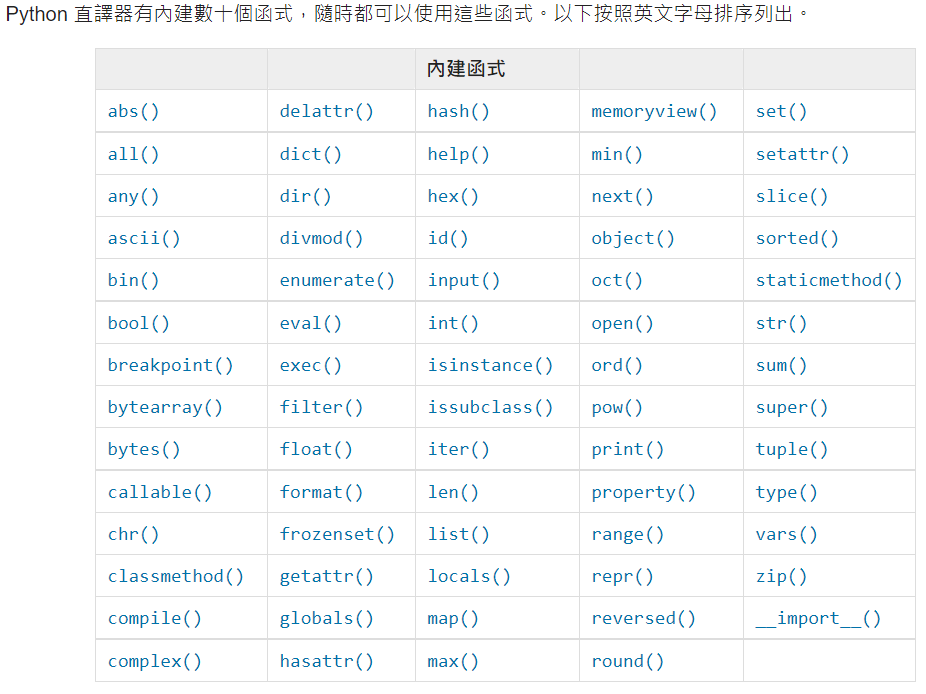 Python 直譯器有內建數十個函式，隨時都可以使用這些函式。以下按照英文字母排序列出。
內建函式
abs() delattr() hash() memoryview() set()
all() dict() help() min() setattr()
any() dir() hex() next() slice()
ascii() divmod() id() object() sorted()
bin() enumerate() input() oct() staticmethod()
bool() eval() int() open() str()
breakpoint() exec() isinstance() ord() sum()
bytearray() filter() issubclass() pow() super()
bytes() float() iter() print() tuple()
callable() format() len() property() type()
chr() frozenset() list() range() vars()
classmethod() getattr() locals() repr() zip()
compile() globals() map() reversed() __import__()
complex() hasattr() max() round()